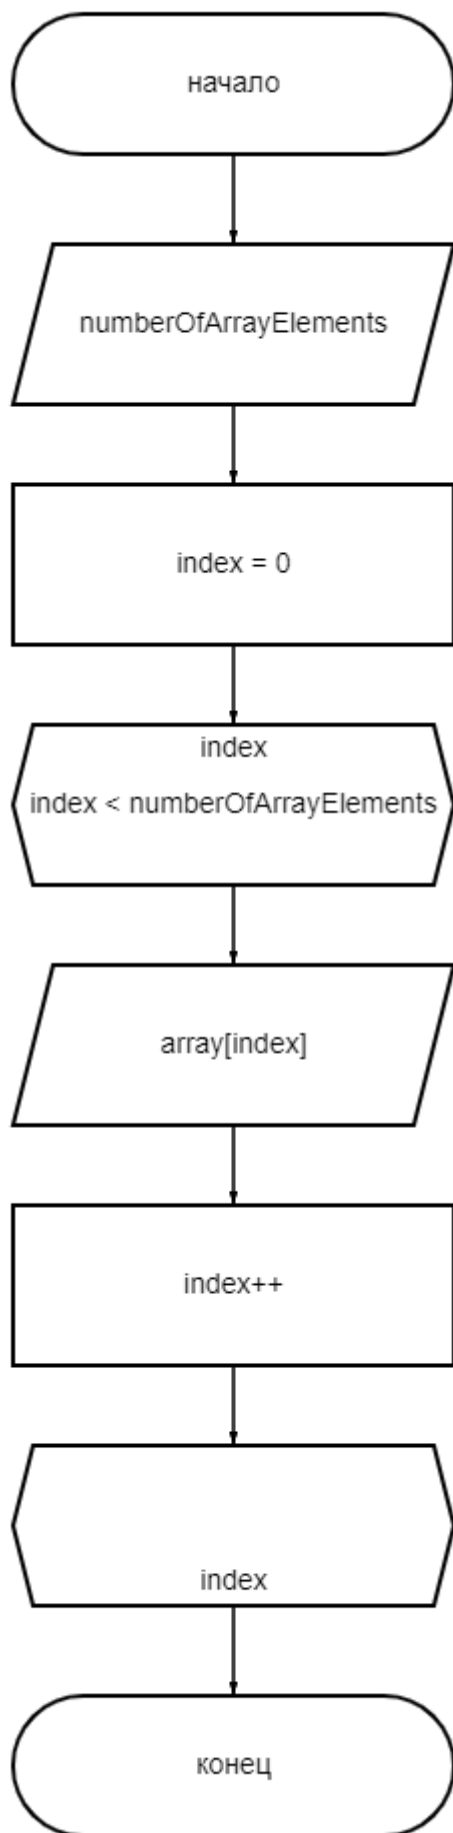 начало
numberOfArrayElements
index = 0
index
index < numberOfArrayElements
array[index]
index++
index
конец